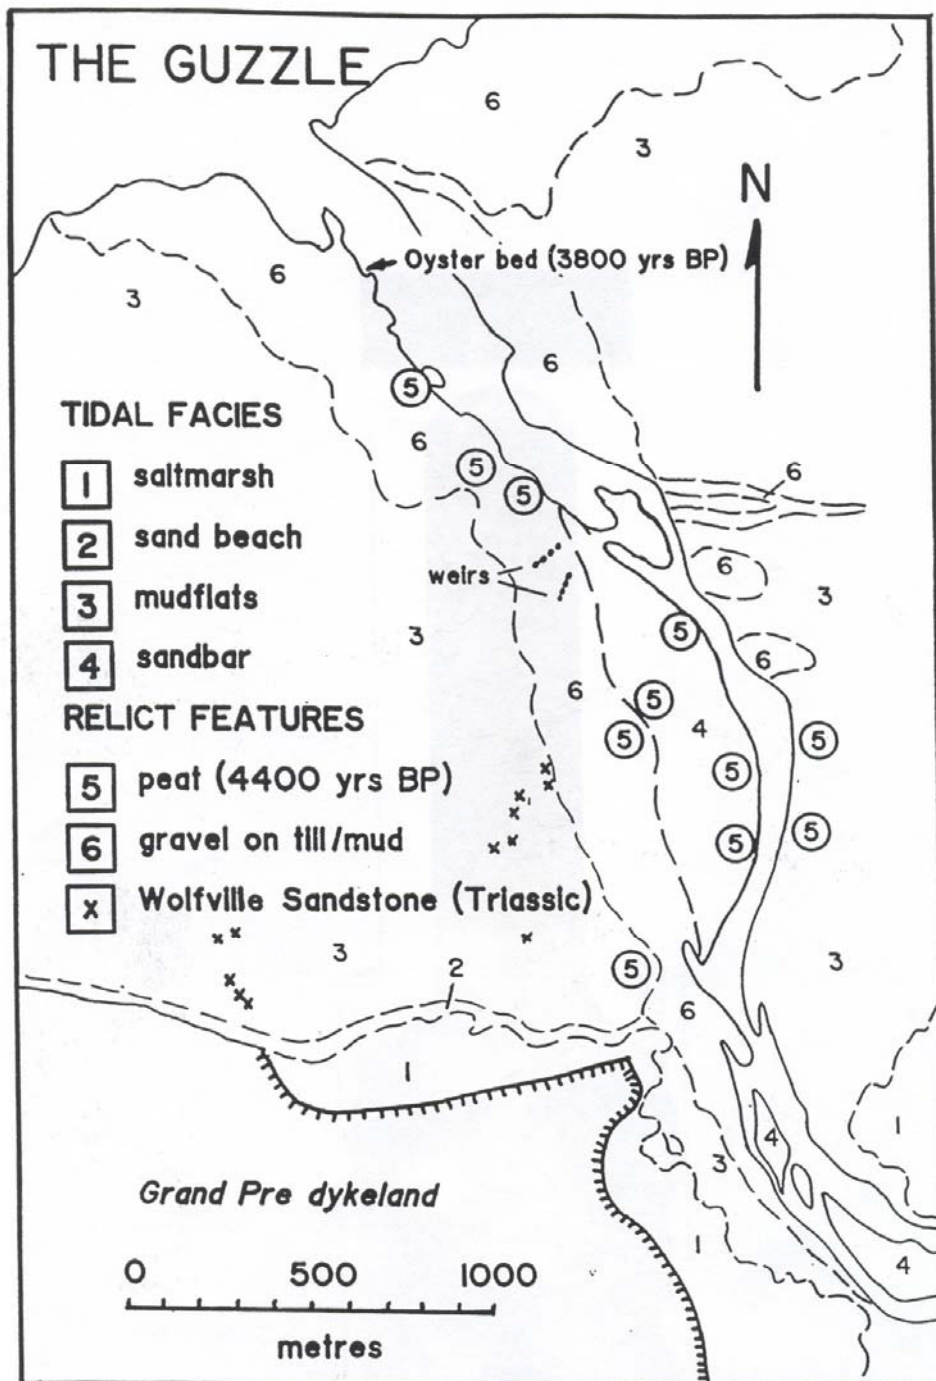 THE GUZZLE
6
3
N
Oyster bed (3800 yrs BP)
6
3
6
5
TIDAL FACIES
6
5
5
6
1 saltmarsh
2 sand beach
weirs
6
3
3 mudflats
3
5
4 sandbar
6
6
5
RELICT FEATURES
4
5
5
5
5 peat (4400 yrs BP)
5
5
6 gravel on till/mud
x Wolfville Sandstone (Triassic)
3
2
5
3
6
1
4
1
3
Grand Pre dykeland
1
4
0 500 1000
metres